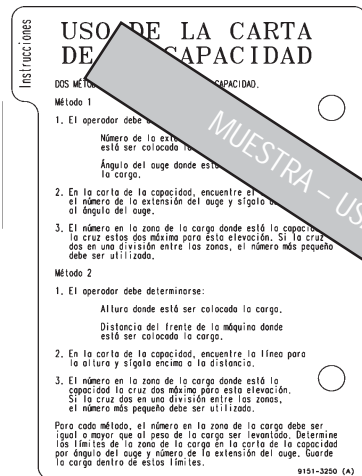 Instrucciones
USO DE LA CARTA
DE CAPACIDAD
DOS CAPACIDAD.
Método 1
1. El operador debe
Número de la
está ser colocada
Ángulo del auge donde
la carga.
2. En la carta de la capacidad, encuentre el
el número de la extensión del auge y sígala
al ángulo del auge.
3. El número en la zona de la carga donde está la
la cruz estos dos máxima para esta elevación. Si la cruz
dos en una división entre las zonas, el número más pequeño
debe ser utilizada.
Método 2
1. El operador debe determinarse:
Altura donde está ser colocada la carga.
Distancia del frente de la máquina donde
está ser colocada la carga.
2. En la carta de la capacidad, encuentre la línea para
la altura y sígala encima a la distancia.
3. El número en la zona de la carga donde está la
capacidad la cruz dos máximo para esta elevación.
Si la cruz dos en una división entre las zonas,
el número más pequeño debe ser utilizada.
Para cada método, el número en la zona de la carga debe ser
igual o mayor que al peso de la carga ser levantado. Determine
los límites de la zona de la carga en la carta de la capacidad
por ángulo del auge y número de la extensión del auge. Guarde
la carga dentro de estos límites.
9151-3250 (A)
MUESTRA - US